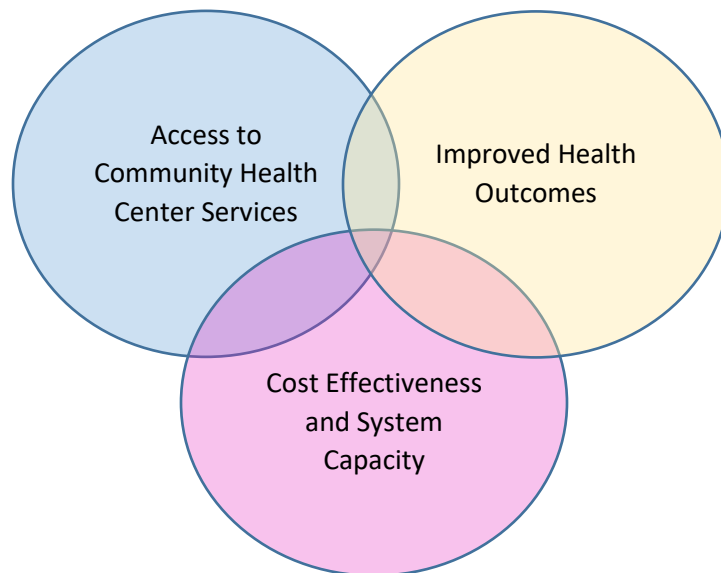 Access to
Community Health
Center Services
Improved Health
Outcomes
Cost Effectiveness
and System
Capacity